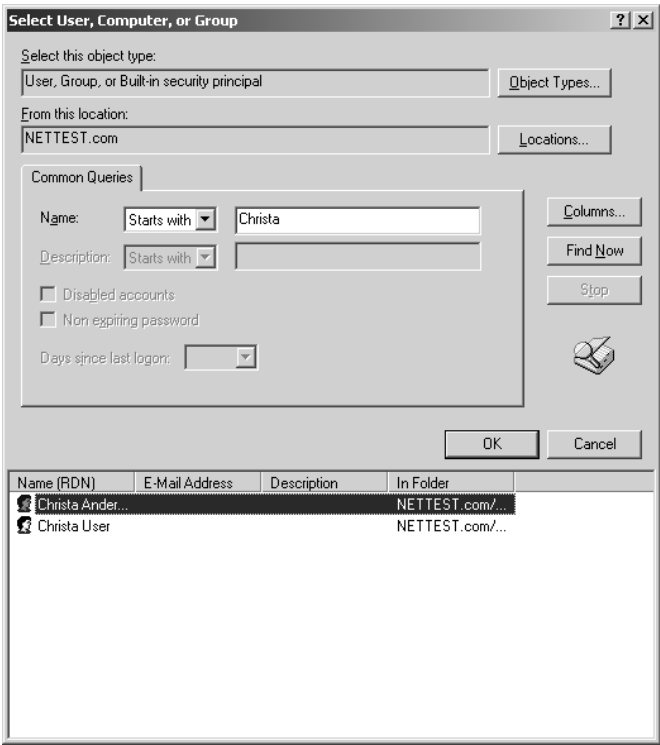 Select User, Computer, or Group
Select this object type:
User, Group, or Built-in security principal
Object Types...
From this location:
NETTEST.com
Locations...
Common Queries
Name:
Starts with
Christa
Columns...
Description:
Starts with
Find Now
Disabled accounts
Stop
Non expiring password
Days since last logon:
OK
Cancel
Name (RDN) E-Mail Address Description In Folder
Christa Ander... NETTEST.com/...
Christa User NETTEST.com/...